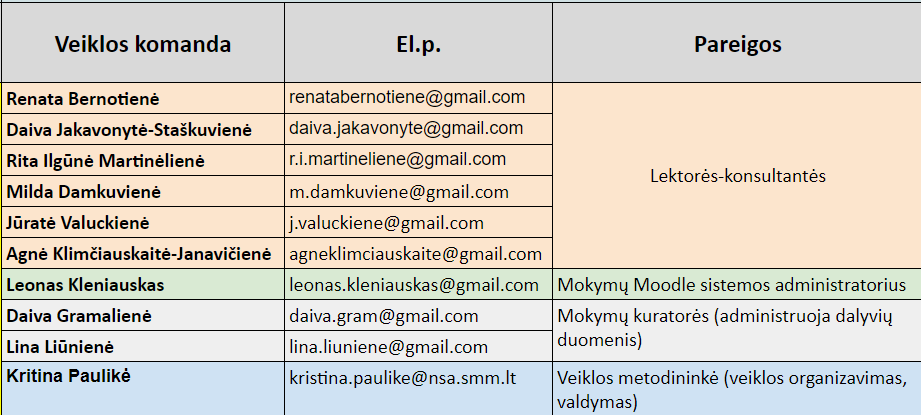 Veiklos komanda El.p. Pareigos
Renata Bernotienė renatabernotiene@gmail.com
Daiva Jakavonytė-Staškuvienė daiva.jakavonyte@gmail.com
Rita Ilgūnė Martinėlienė r.i.martineliene@gmail.com
Milda Damkuvienė m.damkuviene@gmail.com
Lektorės-konsultantės
Jūratė Valuckienė j.valuckiene@gmail.com
Agnė Klimčiauskaitė-Janavičienė agneklimciauskaite@gmail.com
Leonas Kleniauskas leonas.kleniauskas@gmail.com Mokymų Moodle sistemos administratorius
Daiva Gramalienė daiva.gram@gmail.com Mokymų kuratorės (administruoja dalyvių
Lina Liūnienė lina.liuniene@gmail.com duomenis)
Kritina Paulikė kristina.paulike@nsa.smm.lt Veiklos metodininkė (veiklos organizavimas,
valdymas)